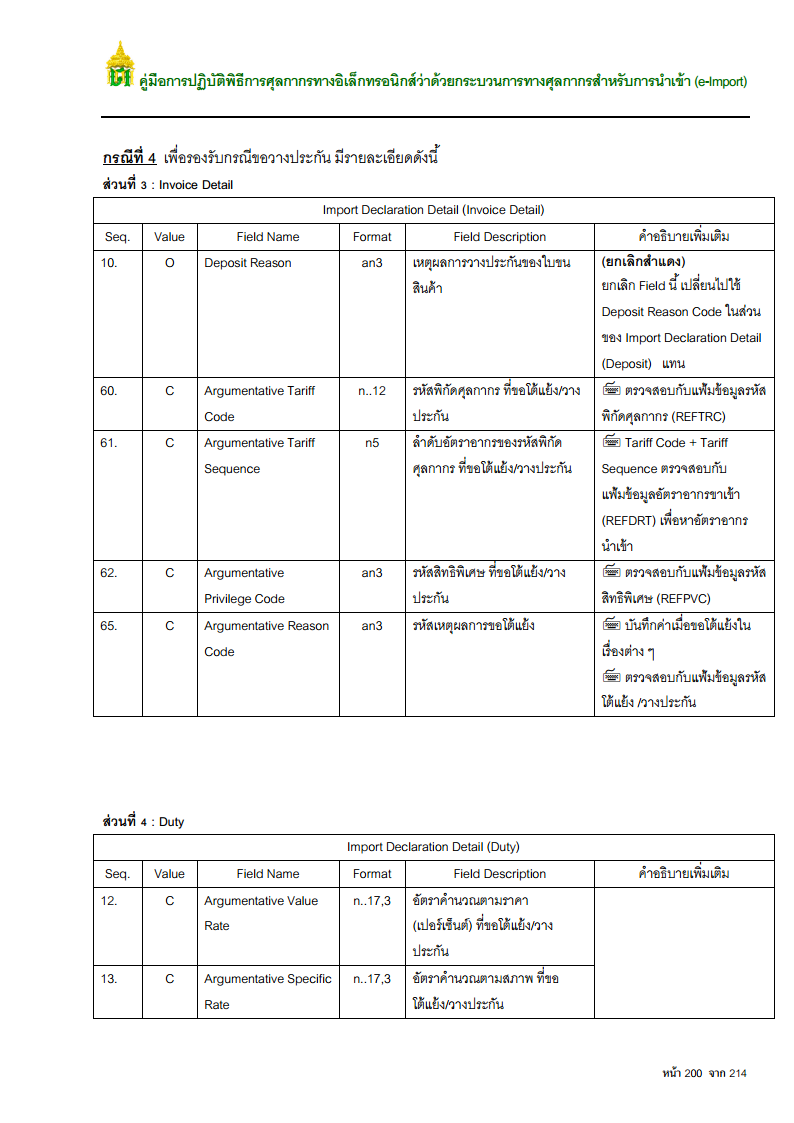 คู่มือการปฏิบัติพิธีการศุลกากรทางอิเล็กทรอนิกส์ว่าด้วยกระบวนการทางศุลกากรสำหรับการนำเข้า (e-Import)
กรณีที่ 4 เพื่อรองรับกรณีขอวางประกัน มีรายละเอียดดังนี้
ส่วนที่ 3 : Invoice Detail
Import Declaration Detail (Invoice Detail)
Seq. Value Field Name Format Field Description คำอธิบายเพิ่มเติม
10. O Deposit Reason an3 เหตุผลการวางประกันของใบขน (ยกเลิกสำแดง)
สินค้า ยกเลิก Field นี้ เปลี่ยนไปใช้
Deposit Reason Code ในส่วน
ของ Import Declaration Detail
(Deposit) แทน
60. C Argumentative Tariff n..12 รหัสพิกัดศุลกากร ที่ขอโต้แย้ง/วาง ตรวจสอบกับแฟ้มข้อมูลรหัส
Code ประกัน พิกัดศุลกากร (REFTRC)
61. C Argumentative Tariff n5 ลำดับอัตราอากรของรหัสพิกัด Tariff Code + Tariff
Sequence ศุลกากร ที่ขอโต้แย้ง/วางประกัน Sequence ตรวจสอบกับ
แฟ้มข้อมูลอัตราอากรขาเข้า
(REFDRT) เพื่อหาอัตราอากร
นำเข้า
62. C Argumentative an3 รหัสสิทธิพิเศษ ที่ขอโต้แย้ง/วาง ตรวจสอบกับแฟ้มข้อมูลรหัส
Privilege Code ประกัน สิทธิพิเศษ (REFPVC)
65. C Argumentative Reason an3 รหัสเหตุผลการขอโต้แย้ง บันทึกค่าเมื่อขอโต้แย้งใน
Code เรื่องต่าง ๆ
ตรวจสอบกับแฟ้มข้อมูลรหัส
โต้แย้ง /วางประกัน
ส่วนที่ 4 : Duty
Import Declaration Detail (Duty)
Seq. Value Field Name Format Field Description คำอธิบายเพิ่มเติม
12. C Argumentative Value n..17,3 อัตราคำนวณตามราคา
Rate (เปอร์เซ็นต์) ที่ขอโต้แย้ง/วาง
ประกัน
13. C Argumentative Specific n..17,3 อัตราคำนวณตามสภาพ ที่ขอ
Rate โต้แย้ง/วางประกัน
หน้า 200 จาก 214